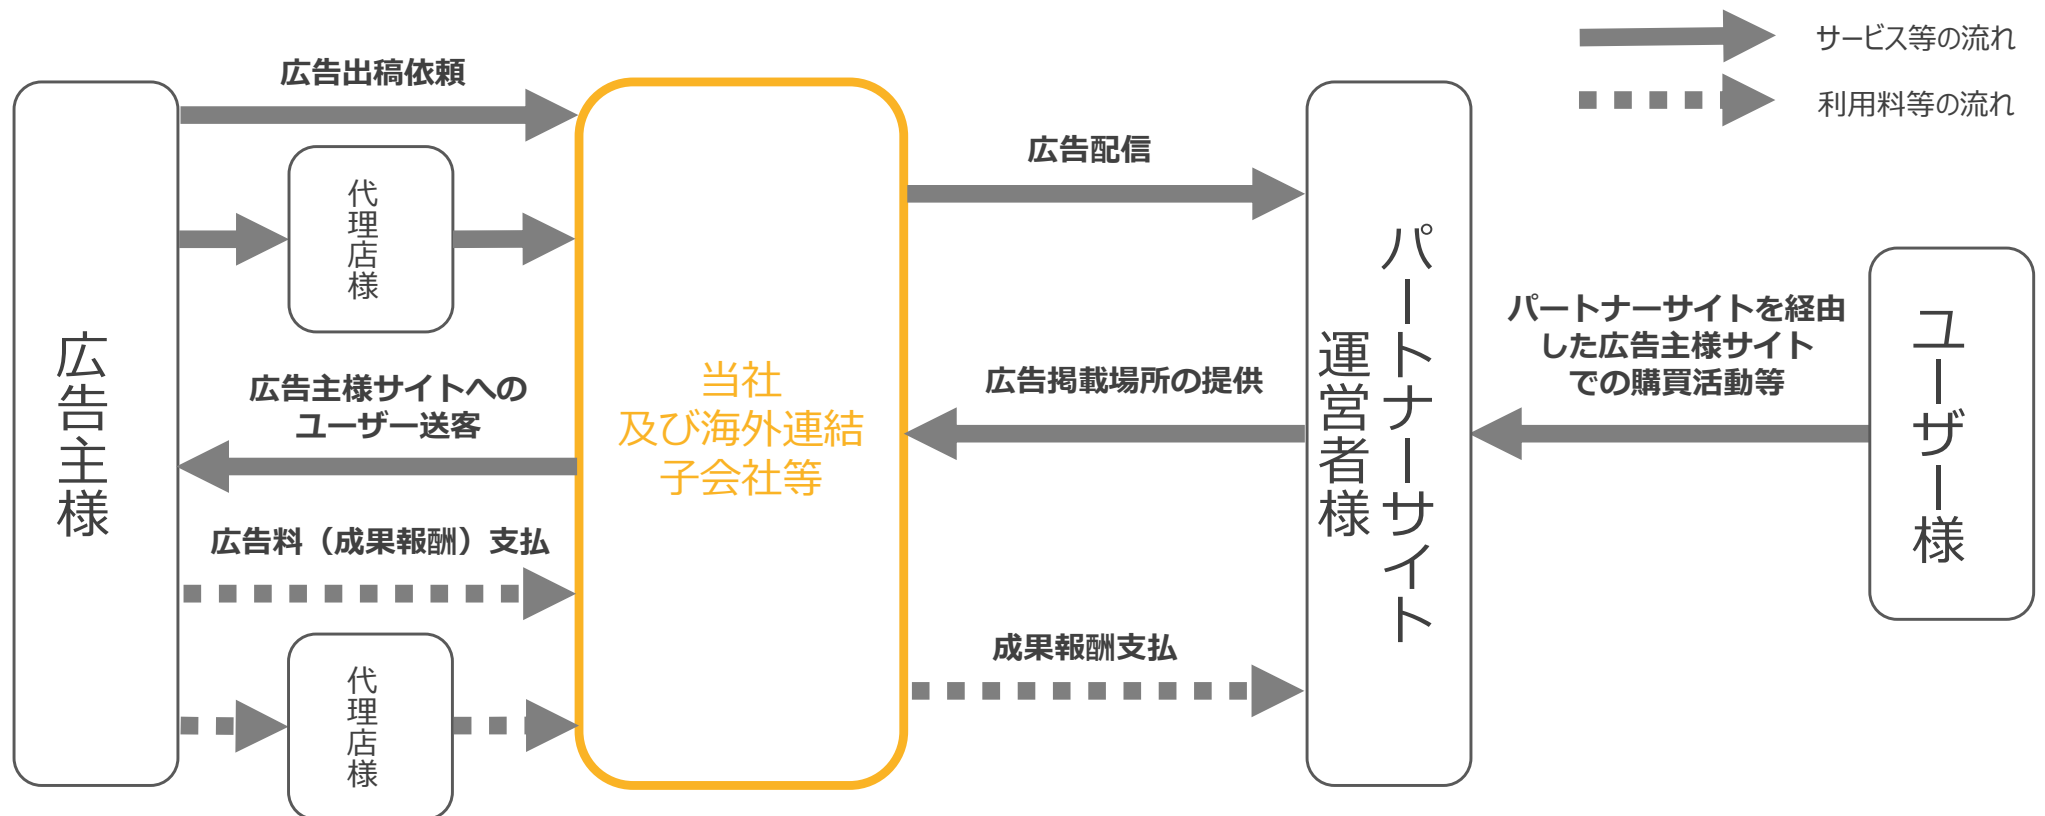 サービス等の流れ
利用料等の流れ
広告出稿依頼
代理店様
広告主様
広告主様サイトへの
ユーザー送客
広告料（成果報酬）支払
代理店様
当社
及び海外連結
子会社等
広告配信
広告掲載場所の提供
成果報酬支払
パートナーサイト
運営者様
パートナーサイトを経由
した広告主様サイト
での購買活動等
ユーザー様